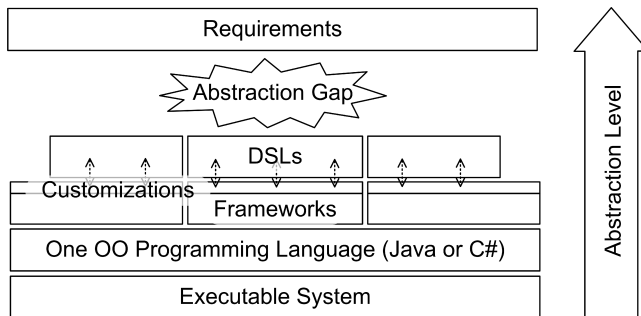 Requirements
Abstraction Gap
DSLs
Customizations
Frameworks
One OO Programming Language (Java or C#)
Executable System
Abstraction Level